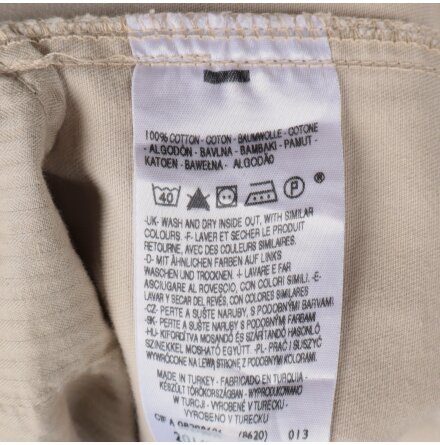 100% COTTON - COTON - BAUMWOLLE - COTONE
- ALGODÓN - BAVLNA - BAMBAKI - PAMUT -
KATOEN - BAWEŁNA - ALGODÃO
40 P ®
-UK- WASH AND DRY INSIDE OUT, WITH SIMILAR
COLOURS. -F- LAVER ET SECHER LE PRODUIT
RETOURNE, AVEC DES COULEURS SIMILAIRES.
-D- MIT ÄHNLICHEN FARBEN AUF LINKS
WASCHEN UND TROCKNEN. -I- LAVARE E FAR
ASCIUGARE AL ROVESCIO, CON COLORI SIMILI. -E-
LAVAR Y SECAR DEL REVÉS, CON COLORES SIMILARES
-CZ- PERTE A SUŠTE NARUBY, S PODOBNÝMI BARVAMI
-SK- PERTE A SUŠTE NARUBY, S PODOBNÝMI FARBAMI
-HU- KIFORDÍTVA MOSANDÓ ÉS SZÁRÍTANDÓ HASONLÓ
SZÍNEKKEL MOSHATÓ EGYÜTT. -PL- PRAĆ I SUSZYĆ
WYWRÓCONE NA LEWĄ STRONĘ Z PODOBNYMI KOLORAMI.
MADE IN TURKEY - FABRICADO EN TURQUIA -
KÉSZÜLT TÖRÖKORSZÁGBAN - WYPRODUKOWANO
W TURCJI - VYROBENÉ V TURECKU -
VYROBENO V TURECKU
(8620) 013